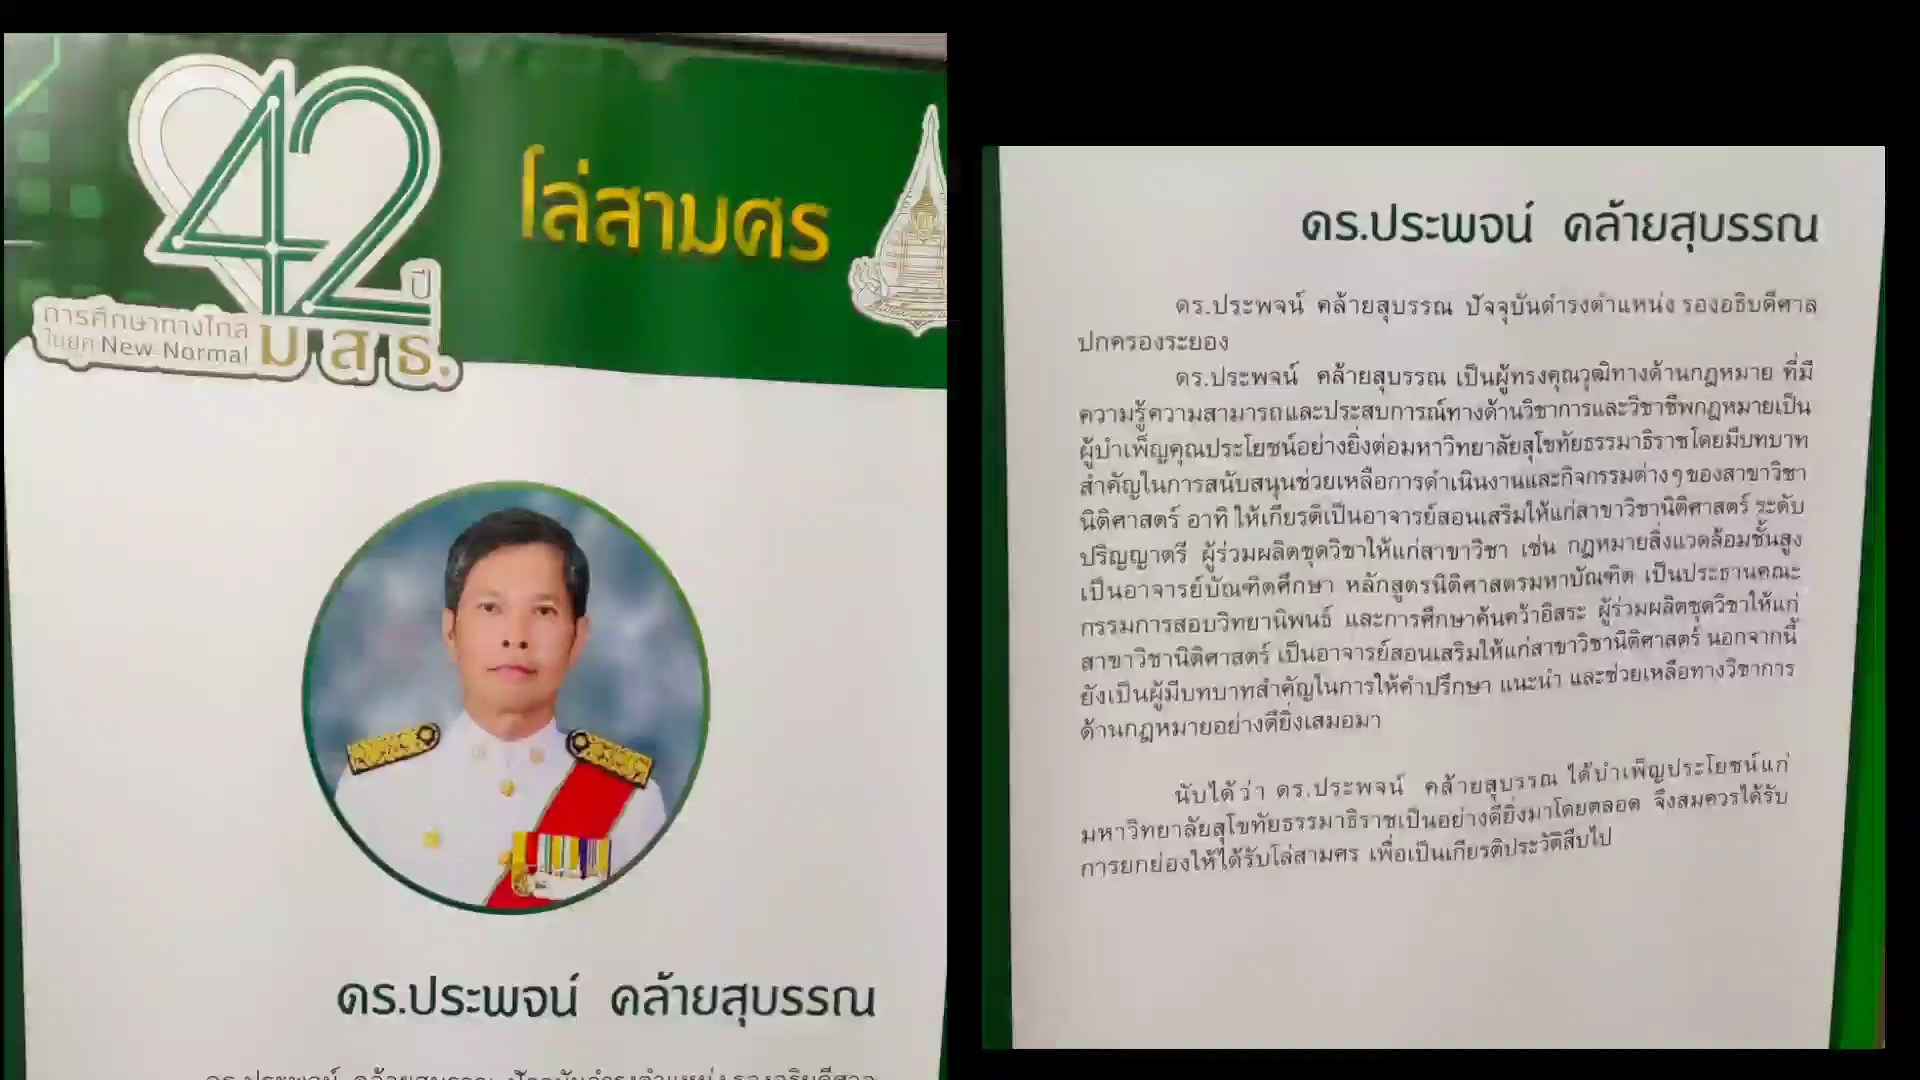 42 ปี
การศึกษาทางไกล
ในยุค New Normal
มสธ.
โล่สามศร
ดร.ประพจน์ คล้ายสุบรรณ
ดร.ประพจน์ คล้ายสุบรรณ ปัจจุบันดำรงตำแหน่ง รองอธิบดีศาล
ดร.ประพจน์ คล้ายสุบรรณ
ดร.ประพจน์ คล้ายสุบรรณ ปัจจุบันดำรงตำแหน่ง รองอธิบดีศาล
ปกครองระยอง
ดร.ประพจน์ คล้ายสุบรรณ เป็นผู้ทรงคุณวุฒิทางด้านกฎหมาย ที่มี
ความรู้ความสามารถและประสบการณ์ทางด้านวิชาการและวิชาชีพกฎหมายเป็น
ผู้บำเพ็ญคุณประโยชน์อย่างยิ่งต่อมหาวิทยาลัยสุโขทัยธรรมาธิราชโดยมีบทบาท
สำคัญในการสนับสนุนช่วยเหลือการดำเนินงานและกิจกรรมต่างๆของสาขาวิชา
นิติศาสตร์ อาทิ ให้เกียรติเป็นอาจารย์สอนเสริมให้แก่สาขาวิชานิติศาสตร์ ระดับ
ปริญญาตรี ผู้ร่วมผลิตชุดวิชาให้แก่สาขาวิชา เช่น กฎหมายสิ่งแวดล้อมชั้นสูง
เป็นอาจารย์บัณฑิตศึกษา หลักสูตรนิติศาสตรมหาบัณฑิต เป็นประธานคณะ
กรรมการสอบวิทยานิพนธ์ และการศึกษาค้นคว้าอิสระ ผู้ร่วมผลิตชุดวิชาให้แก่
สาขาวิชานิติศาสตร์ เป็นอาจารย์สอนเสริมให้แก่สาขาวิชานิติศาสตร์ นอกจากนี้
ยังเป็นผู้มีบทบาทสำคัญในการให้คำปรึกษา แนะนำ และช่วยเหลือทางวิชาการ
ด้านกฎหมายอย่างดียิ่งเสมอมา
นับได้ว่า ดร.ประพจน์ คล้ายสุบรรณ ได้บำเพ็ญประโยชน์แก่
มหาวิทยาลัยสุโขทัยธรรมาธิราชเป็นอย่างดียิ่งมาโดยตลอด จึงสมควรได้รับ
การยกย่องให้ได้รับโล่สามศร เพื่อเป็นเกียรติประวัติสืบไป